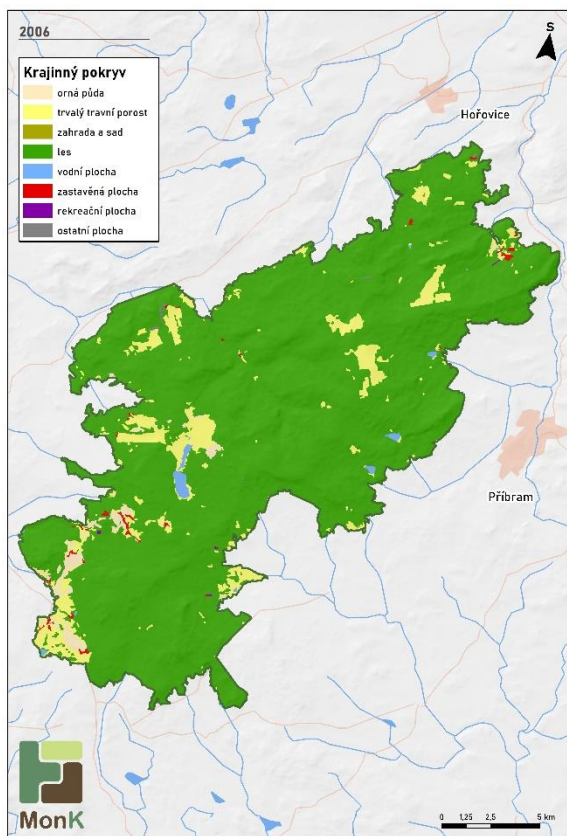 2006
S
Krajinný pokryv
orná půda
trvalý travní porost
zahrada a sad
les
vodní plocha
zastavěná plocha
rekreační plocha
ostatní plocha
Hořovice
Příbram
MonK
0 1,25 2,5 5 km